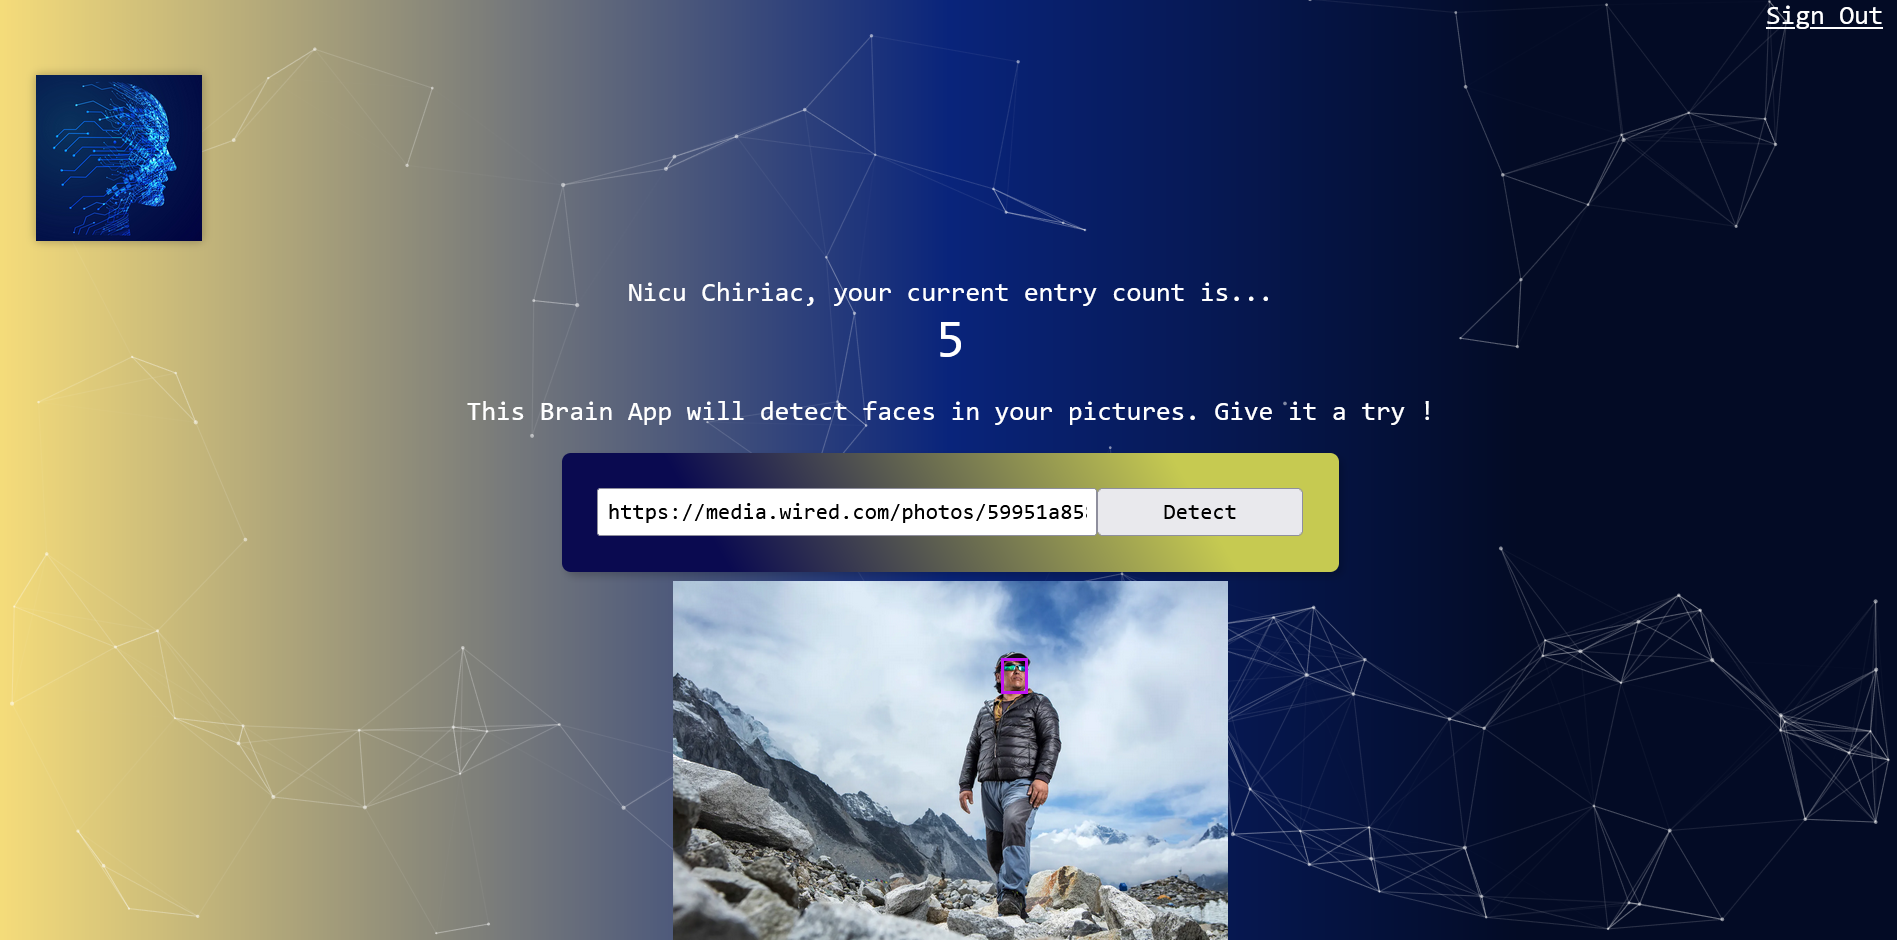 Sign Out
Nicu Chiriac, your current entry count is...
5
This Brain App will detect faces in your pictures. Give it a try !
https://media.wired.com/photos/59951a85
Detect